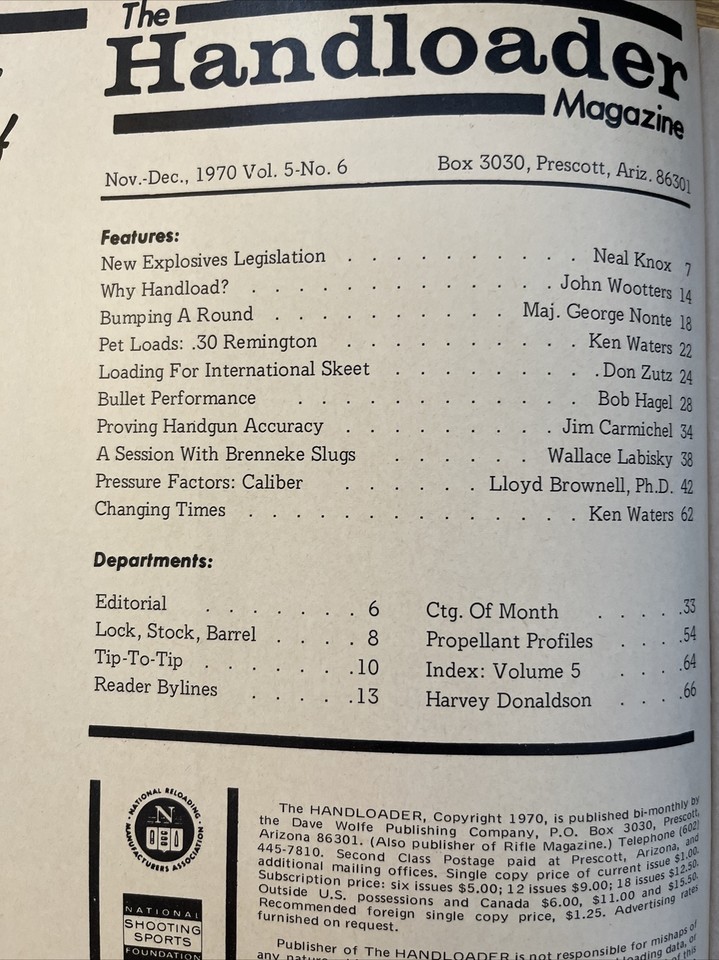 The
Handloader
Magazine
Nov.-Dec., 1970 Vol. 5-No. 6 Box 3030, Prescott, Ariz. 86301
Features:
New Explosives Legislation . . . . . . . . . . Neal Knox 7
Why Handload? . . . . . . . . . . . . . John Wootters 14
Bumping A Round . . . . . . . . . . . Maj. George Nonte 18
Pet Loads: .30 Remington . . . . . . . . . . Ken Waters 22
Loading For International Skeet . . . . . . . . .Don Zutz 24
Bullet Performance . . . . . . . . . . . Bob Hagel 28
Proving Handgun Accuracy . . . . . . . . . Jim Carmichel 34
A Session With Brenneke Slugs . . . . . . Wallace Labisky 38
Pressure Factors: Caliber . . . . . . Lloyd Brownell, Ph.D. 42
Changing Times . . . . . . . . . . . . . . Ken Waters 62
Departments:
Editorial . . . . . . . 6
Lock, Stock, Barrel . . . . 8
Tip-To-Tip . . . . . . .10
Reader Bylines . . . . .13
Ctg. Of Month . . . . .33
Propellant Profiles . . . .54
Index: Volume 5 . . . .64
Harvey Donaldson . . . .66
NATIONAL RELOADING
MANUFACTURERS ASSOCIATION
N
NATIONAL
SHOOTING
SPORTS
FOUNDATION
The HANDLOADER, Copyright 1970, is published bi-monthly by
the Dave Wolfe Publishing Company, P.O. Box 3030, Prescott,
Arizona 86301. (Also publisher of Rifle Magazine.) Telephone (602)
445-7810. Second Class Postage paid at Prescott, Arizona, and
additional mailing offices. Single copy price of current issue $1.00.
Subscription price: six issues $5.00; 12 issues $9.00; 18 issues $12.50.
Outside U.S. possessions and Canada $6.00, $11.00 and $15.50.
Recommended foreign single copy price, $1.25. Advertising rates
furnished on request.
Publisher of The HANDLOADER is not responsible for mishaps of
any nature loading data, or
of this